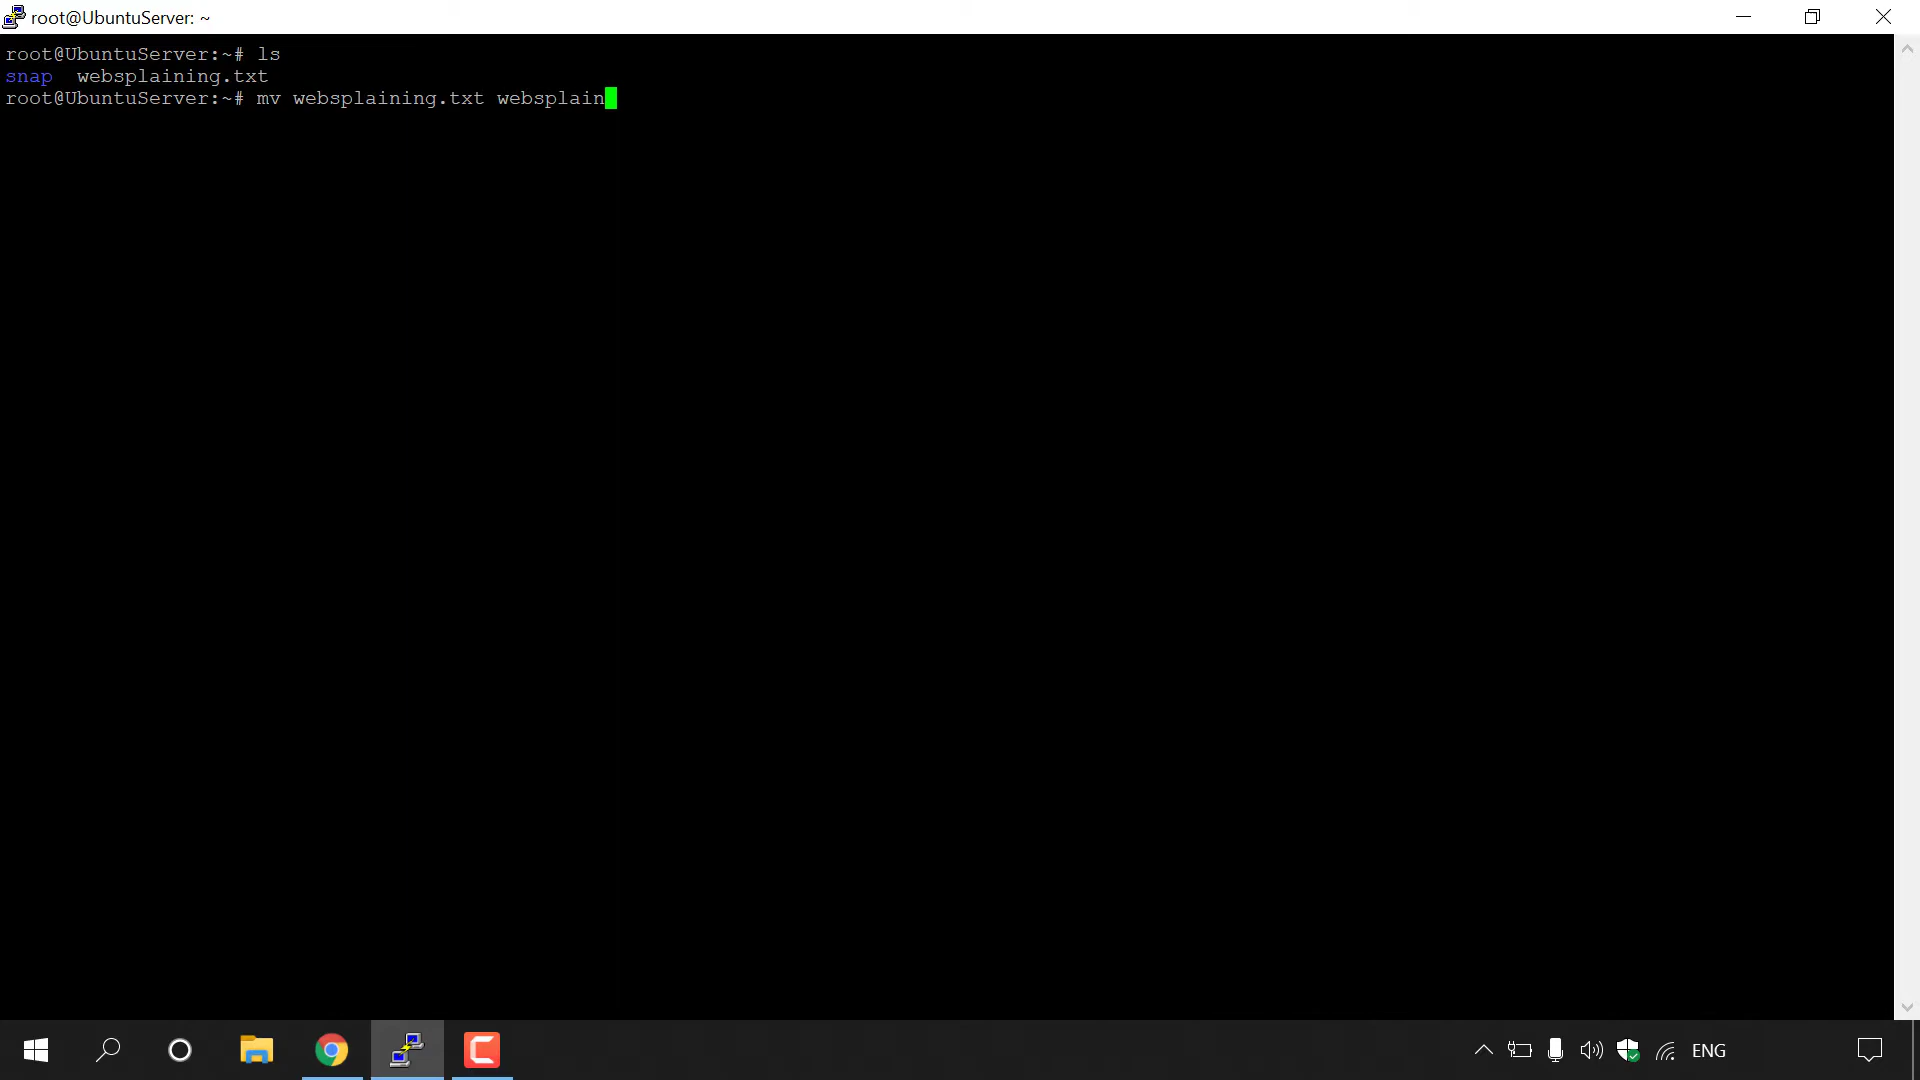 root@UbuntuServer: ~
root@UbuntuServer:~# ls
snap  websplaining.txt
root@UbuntuServer:~# mv websplaining.txt websplain
ENG